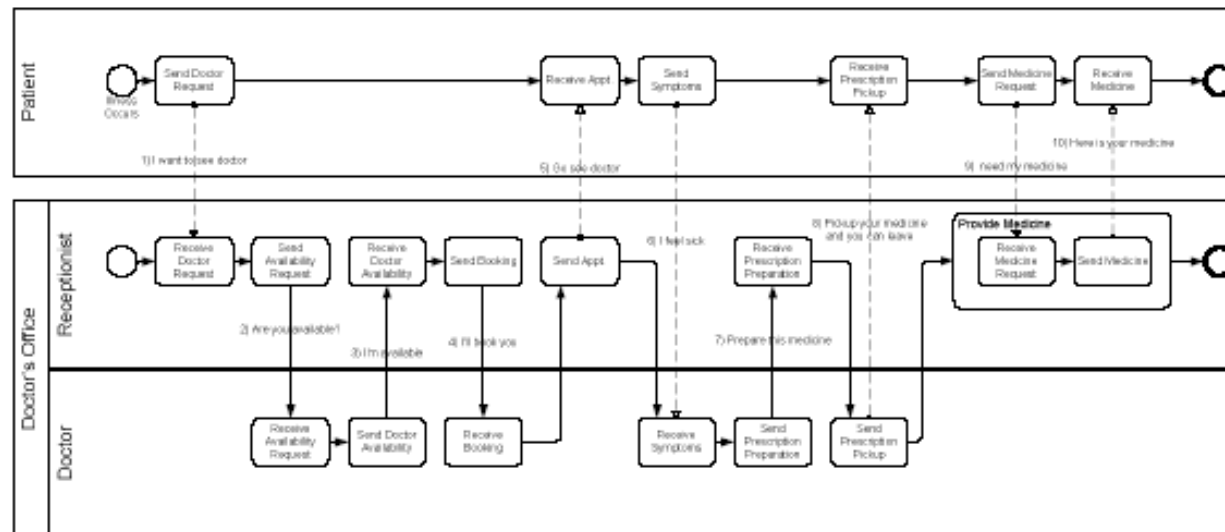 Patient
Illness
Occurs
Send Doctor
Request
Receive Appt.
Send
Symptoms
Receive
Prescription
Pickup
Send Medicine
Request
Receive
Medicine
1) I want to see doctor
5) Go see doctor
9) need my medicine
10) Here is your medicine
Doctor's Office
Receptionist
Receive
Doctor
Request
Send
Availability
Request
Receive
Doctor
Availability
Send Booking
Send Appt.
6) I feel sick
Receive
Prescription
Preparation
8) Pickup your medicine
and you can leave
Provide Medicine
Receive
Medicine
Request
Send Medicine
2) Are you available?
3) I'm available
4) I'll book you
7) Prepare this medicine
Doctor
Receive
Availability
Request
Send Doctor
Availability
Receive
Booking
Receive
Symptoms
Send
Prescription
Preparation
Send
Prescription
Pickup